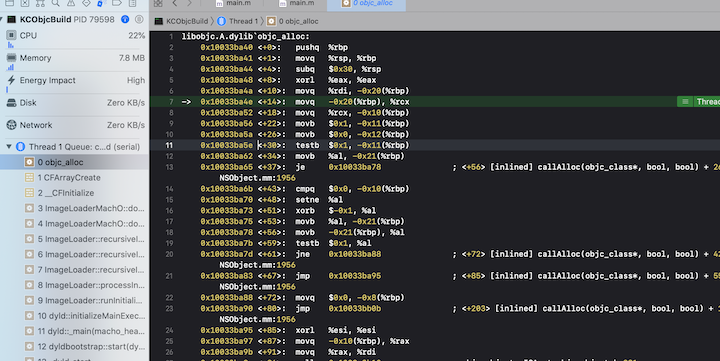 main.m
main.m
0 objc_alloc
KCObjcBuild PID 79598
CPU
22%
Memory
7.8 MB
Energy Impact
High
Disk
Zero KB/s
Network
Zero KB/s
Thread 1 Queue: c...d (serial)
0 objc_alloc
1 CFArrayCreate
2 __CFInitialize
3 ImageLoaderMachO::do...
4 ImageLoaderMachO::do...
5 ImageLoader::recursivel...
6 ImageLoader::recursivel...
7 ImageLoader::recursivel...
8 ImageLoader::processIn...
9 ImageLoader::runInitiali...
10 dyld::initializeMainExec...
11 dyld::_main(macho_hea...
12 dyldbootstrap::start(dy...
KCObjcBuild 〉 Thread 1 〉 0 objc_alloc
1 libobjc.A.dylib`objc_alloc:
2 0x10033ba40 <+0>: pushq %rbp
3 0x10033ba41 <+1>: movq %rsp, %rbp
4 0x10033ba44 <+4>: subq $0x30, %rsp
5 0x10033ba48 <+8>: xorl %eax, %eax
6 0x10033ba4a <+10>: movq %rdi, -0x20(%rbp)
7 -> 0x10033ba4e <+14>: movq -0x20(%rbp), %rcx Thread
8 0x10033ba52 <+18>: movq %rcx, -0x10(%rbp)
9 0x10033ba56 <+22>: movb $0x1, -0x11(%rbp)
10 0x10033ba5a <+26>: movb $0x0, -0x12(%rbp)
11 0x10033ba5e <+30>: testb $0x1, -0x11(%rbp)
12 0x10033ba62 <+34>: movb %al, -0x21(%rbp)
13 0x10033ba65 <+37>: je 0x10033ba78 ; <+56> [inlined] callAlloc(objc_class*, bool, bool) + 26
NSObject.mm:1956
14 0x10033ba6b <+43>: cmpq $0x0, -0x10(%rbp)
15 0x10033ba70 <+48>: setne %al
16 0x10033ba73 <+51>: xorb $-0x1, %al
17 0x10033ba75 <+53>: movb %al, -0x21(%rbp)
18 0x10033ba78 <+56>: movb -0x21(%rbp), %al
19 0x10033ba7b <+59>: testb $0x1, %al
20 0x10033ba7d <+61>: jne 0x10033ba88 ; <+72> [inlined] callAlloc(objc_class*, bool, bool) + 42
NSObject.mm:1956
21 0x10033ba83 <+67>: jmp 0x10033ba95 ; <+85> [inlined] callAlloc(objc_class*, bool, bool) + 55
NSObject.mm:1956
22 0x10033ba88 <+72>: movq $0x0, -0x8(%rbp)
23 0x10033ba90 <+80>: jmp 0x10033bb0b ; <+203> [inlined] callAlloc(objc_class*, bool, bool) + 1
NSObject.mm:1956
24 0x10033ba95 <+85>: xorl %esi, %esi
25 0x10033ba97 <+87>: movq -0x10(%rbp), %rax
26 0x10033ba9b <+91>: movq %rax, %rdi